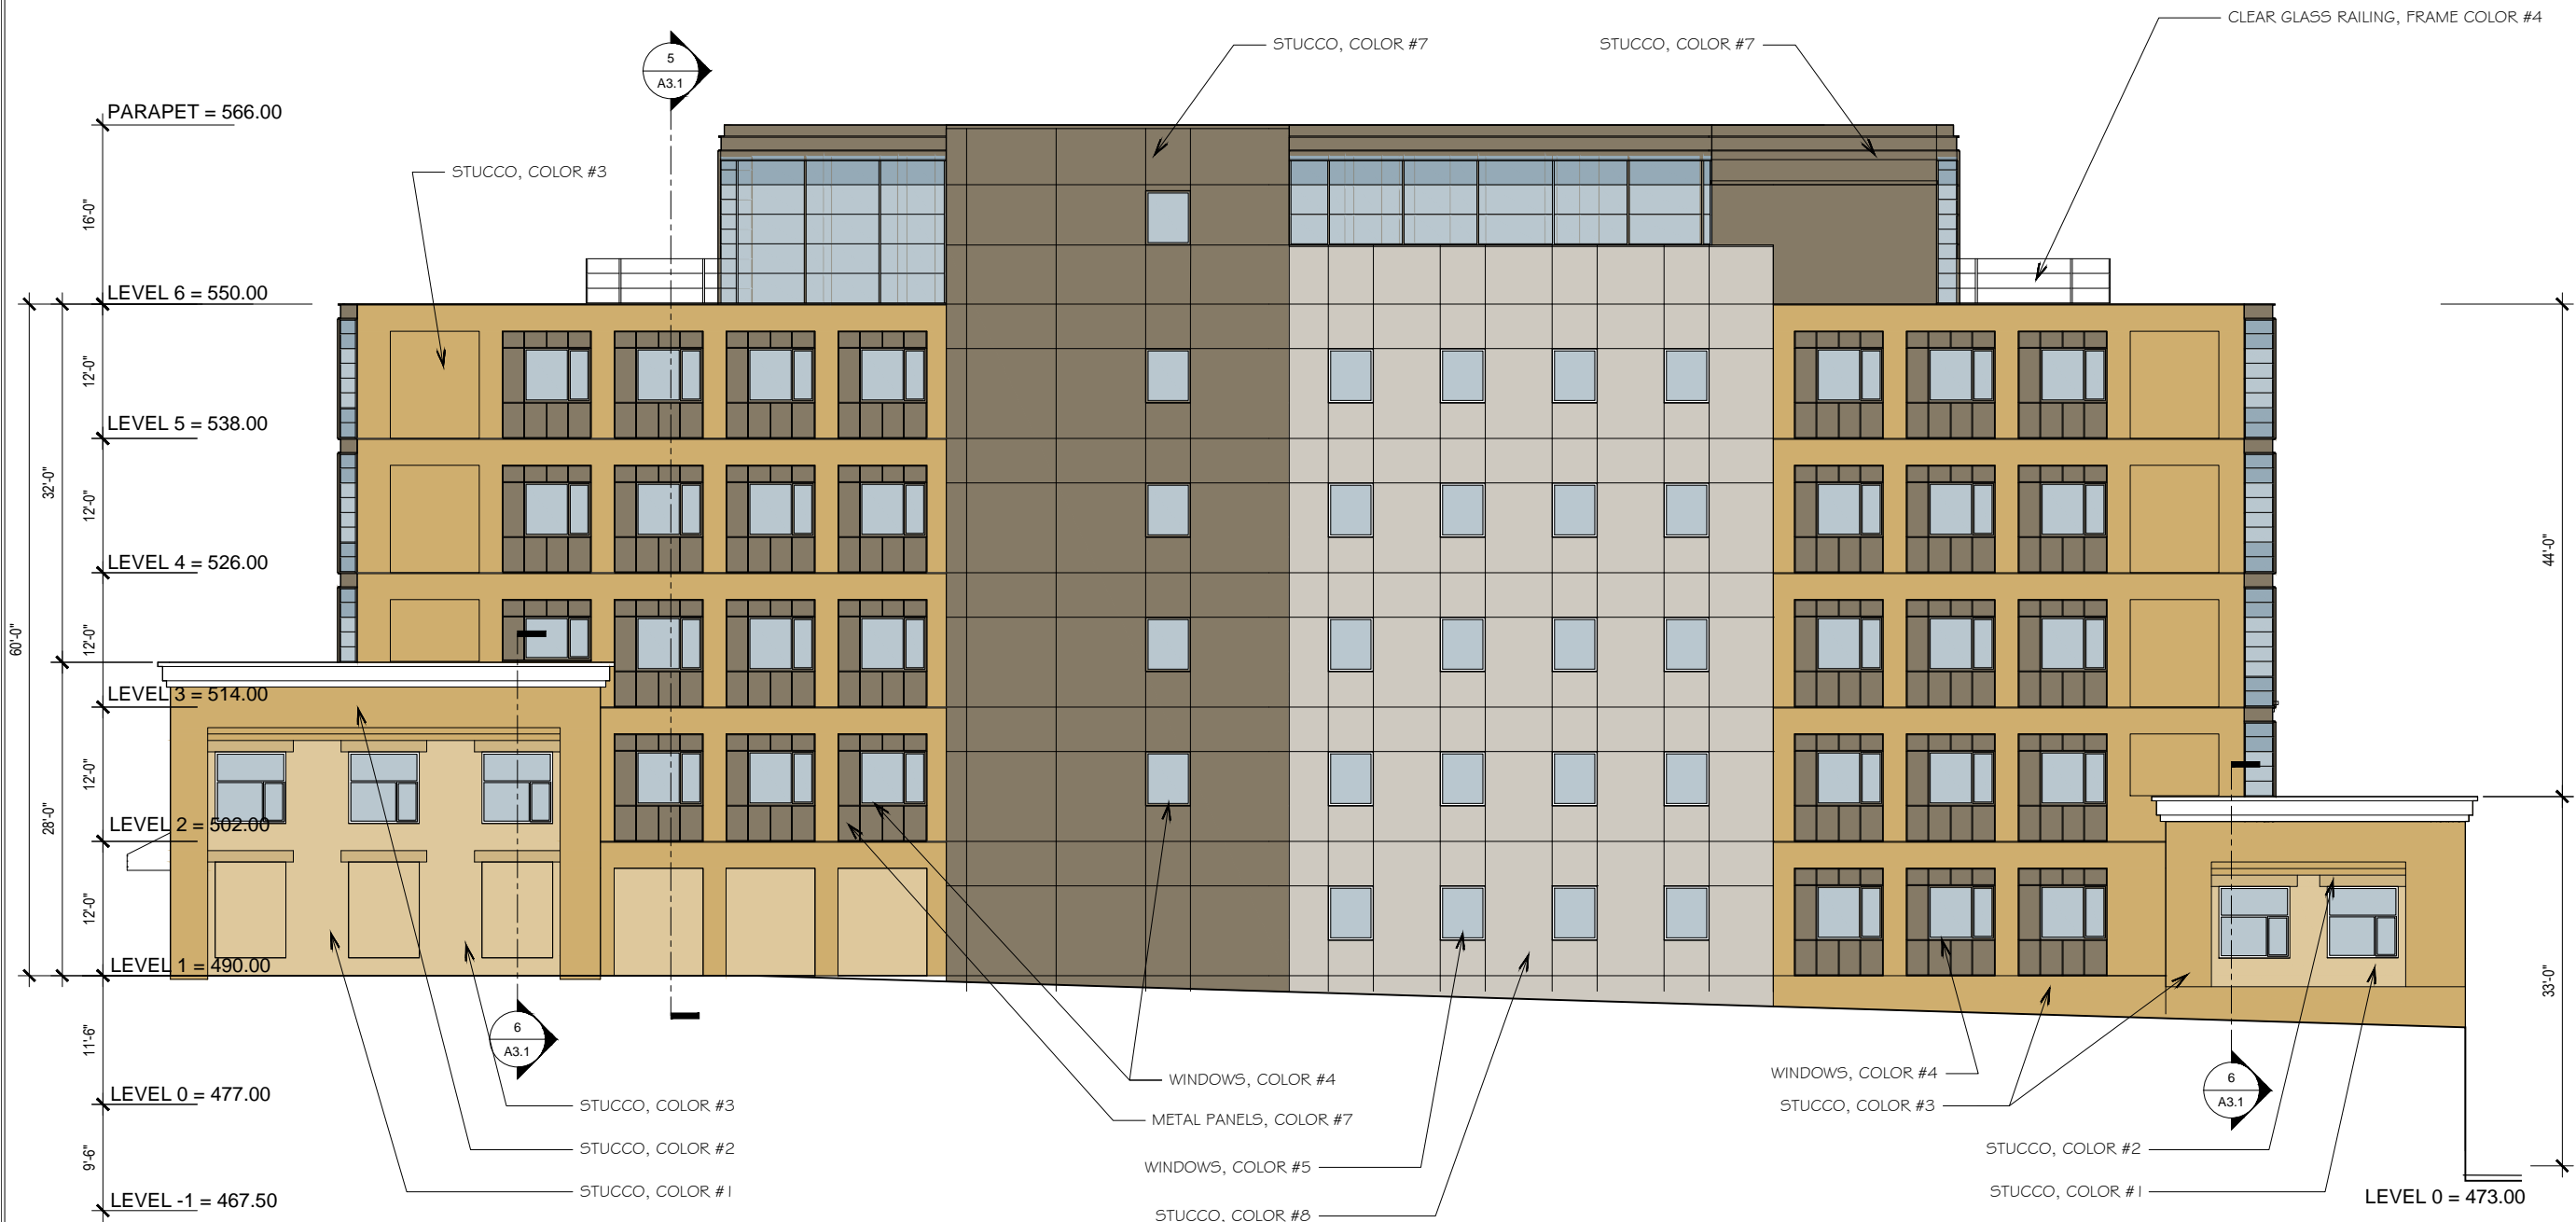 CLEAR GLASS RAILING, FRAME COLOR #4
STUCCO, COLOR #7
STUCCO, COLOR #7
5
A3.1
PARAPET = 566.00
STUCCO, COLOR #3
16'-0"
LEVEL 6 = 550.00
12'-0"
LEVEL 5 = 538.00
32'-0"
12'-0"
44'-0"
LEVEL 4 = 526.00
60'-0"
12'-0"
LEVEL 3 = 514.00
12'-0"
28'-0"
LEVEL 2 = 502.00
12'-0"
LEVEL 1 = 490.00
33'-0"
11'-6"
6
A3.1
WINDOWS, COLOR #4
WINDOWS, COLOR #4
6
A3.1
LEVEL 0 = 477.00
STUCCO, COLOR #3
METAL PANELS, COLOR #7
STUCCO, COLOR #3
9'-6"
STUCCO, COLOR #2
STUCCO, COLOR #2
WINDOWS, COLOR #5
STUCCO, COLOR #1
STUCCO, COLOR #1
LEVEL -1 = 467.50
LEVEL 0 = 473.00
STUCCO, COLOR #8